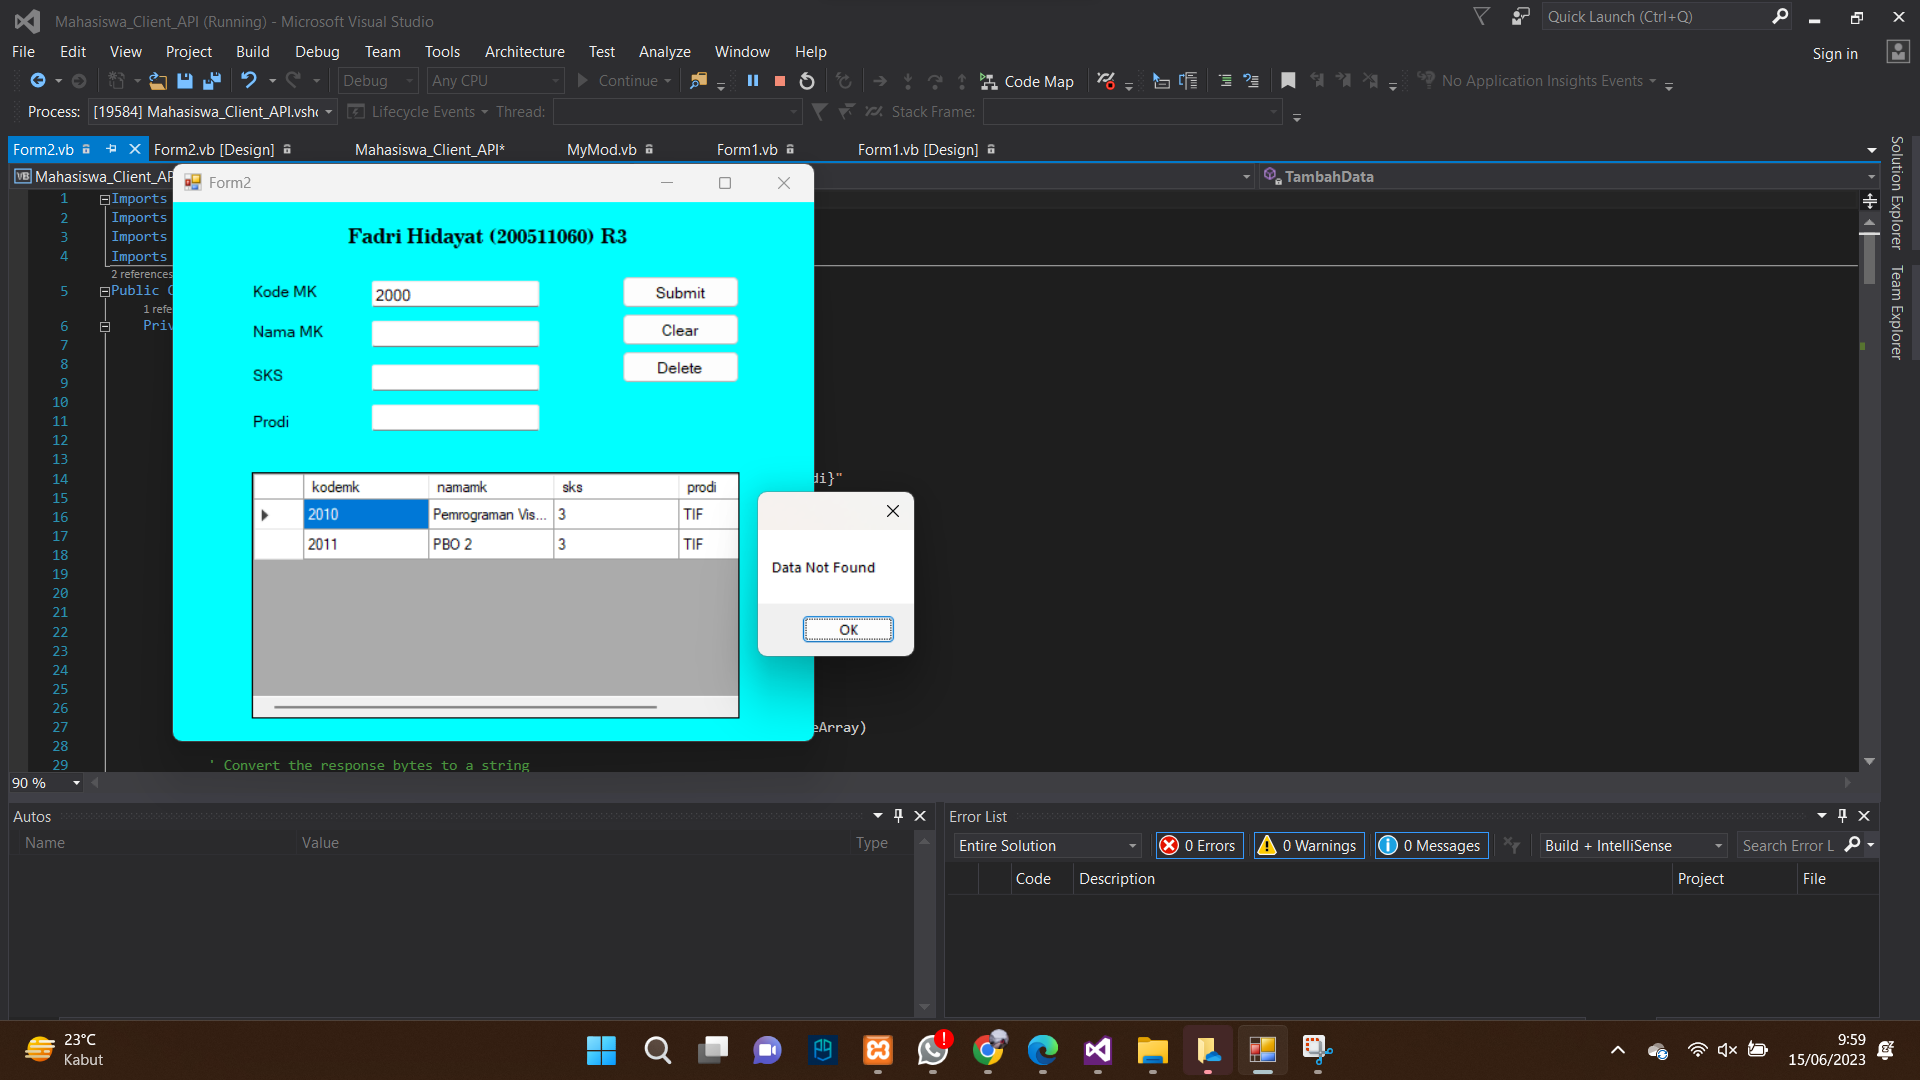 Mahasiswa_Client_API (Running) - Microsoft Visual Studio
Quick Launch (Ctrl+Q)
File Edit View Project Build Debug Team Tools Architecture Test Analyze Window Help
Sign in
Debug Any CPU Continue Code Map No Application Insights Events
Process: [19584] Mahasiswa_Client_API.vshc Lifecycle Events Thread: Stack Frame:
Form2.vb Form2.vb [Design] Mahasiswa_Client_API* MyMod.vb Form1.vb Form1.vb [Design]
VB Mahasiswa_Client_AP TambahData
Solution Explorer
Team Explorer
1 Imports
2 Imports
3 Imports
4 Imports
2 references
5 Public C
1 refe
6 Priv
7
8
9
10
11
12
13
14 di}"
15
16
17
18
19
20
21
22
23
24
25
26
27 eArray)
28
29 ' Convert the response bytes to a string
90 %
Form2
Fadri Hidayat (200511060) R3
Kode MK 2000 Submit
Nama MK Clear
SKS Delete
Prodi
kodemk namamk sks prodi
2010 Pemrograman Vis... 3 TIF
2011 PBO 2 3 TIF
Data Not Found
OK
Autos
Name Value Type
Error List
Entire Solution 0 Errors 0 Warnings 0 Messages Build + IntelliSense Search Error L
Code Description Project File
23°C
Kabut
9:59
15/06/2023